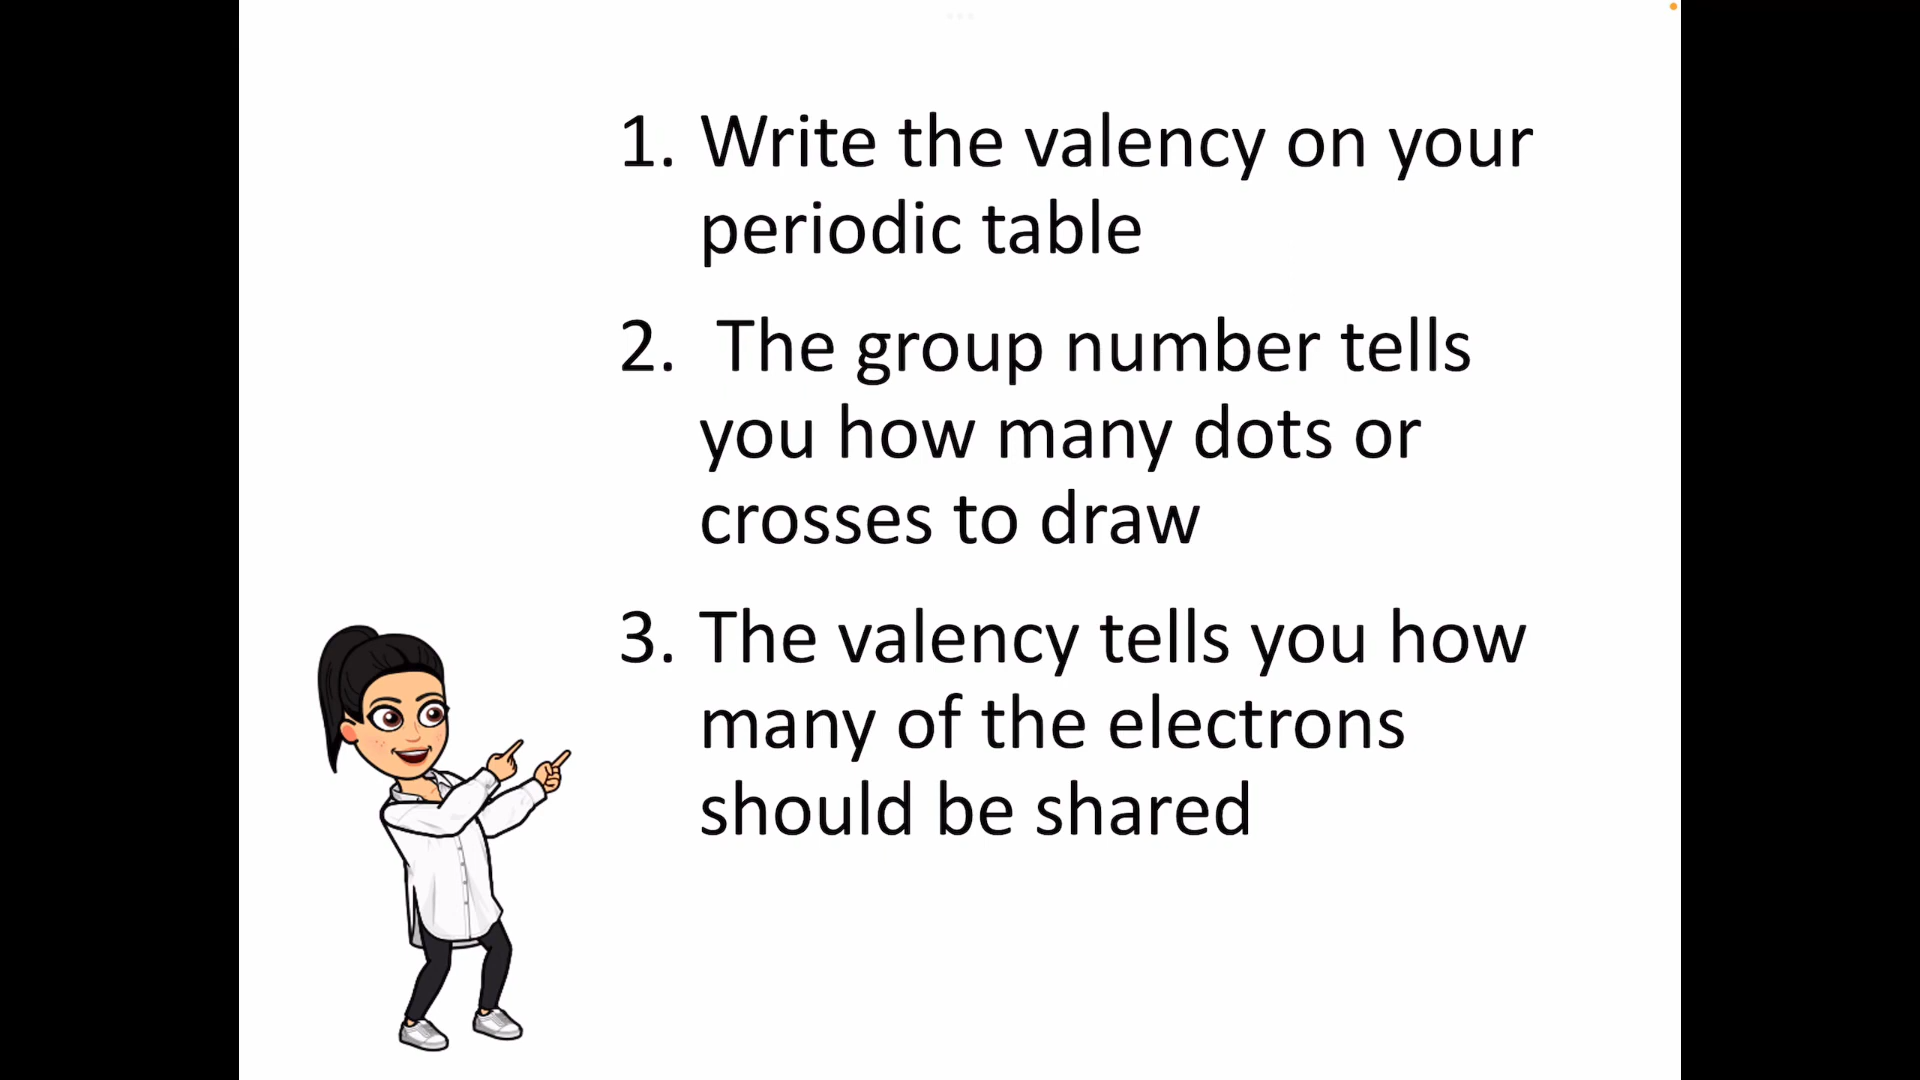 1. Write the valency on your
periodic table
2. The group number tells
you how many dots or
crosses to draw
3. The valency tells you how
many of the electrons
should be shared